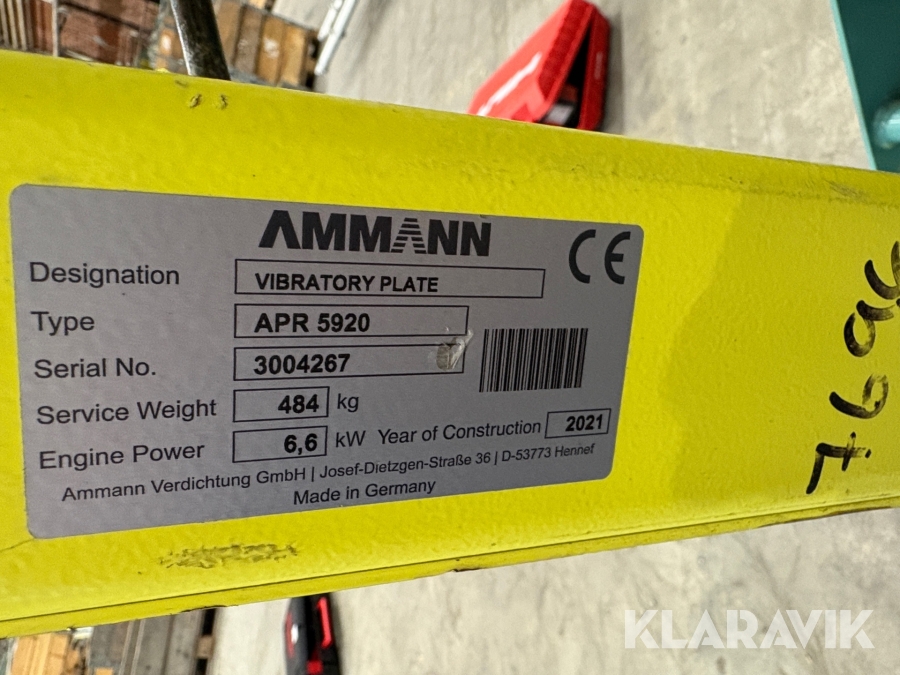 AMMANN
CE
Designation VIBRATORY PLATE
Type APR 5920
Serial No. 3004267
Service Weight 484 kg
Engine Power 6,6 kW Year of Construction 2021
Ammann Verdichtung GmbH | Josef-Dietzgen-Straße 36 | D-53773 Hennef
Made in Germany
7696
KLARAVIK